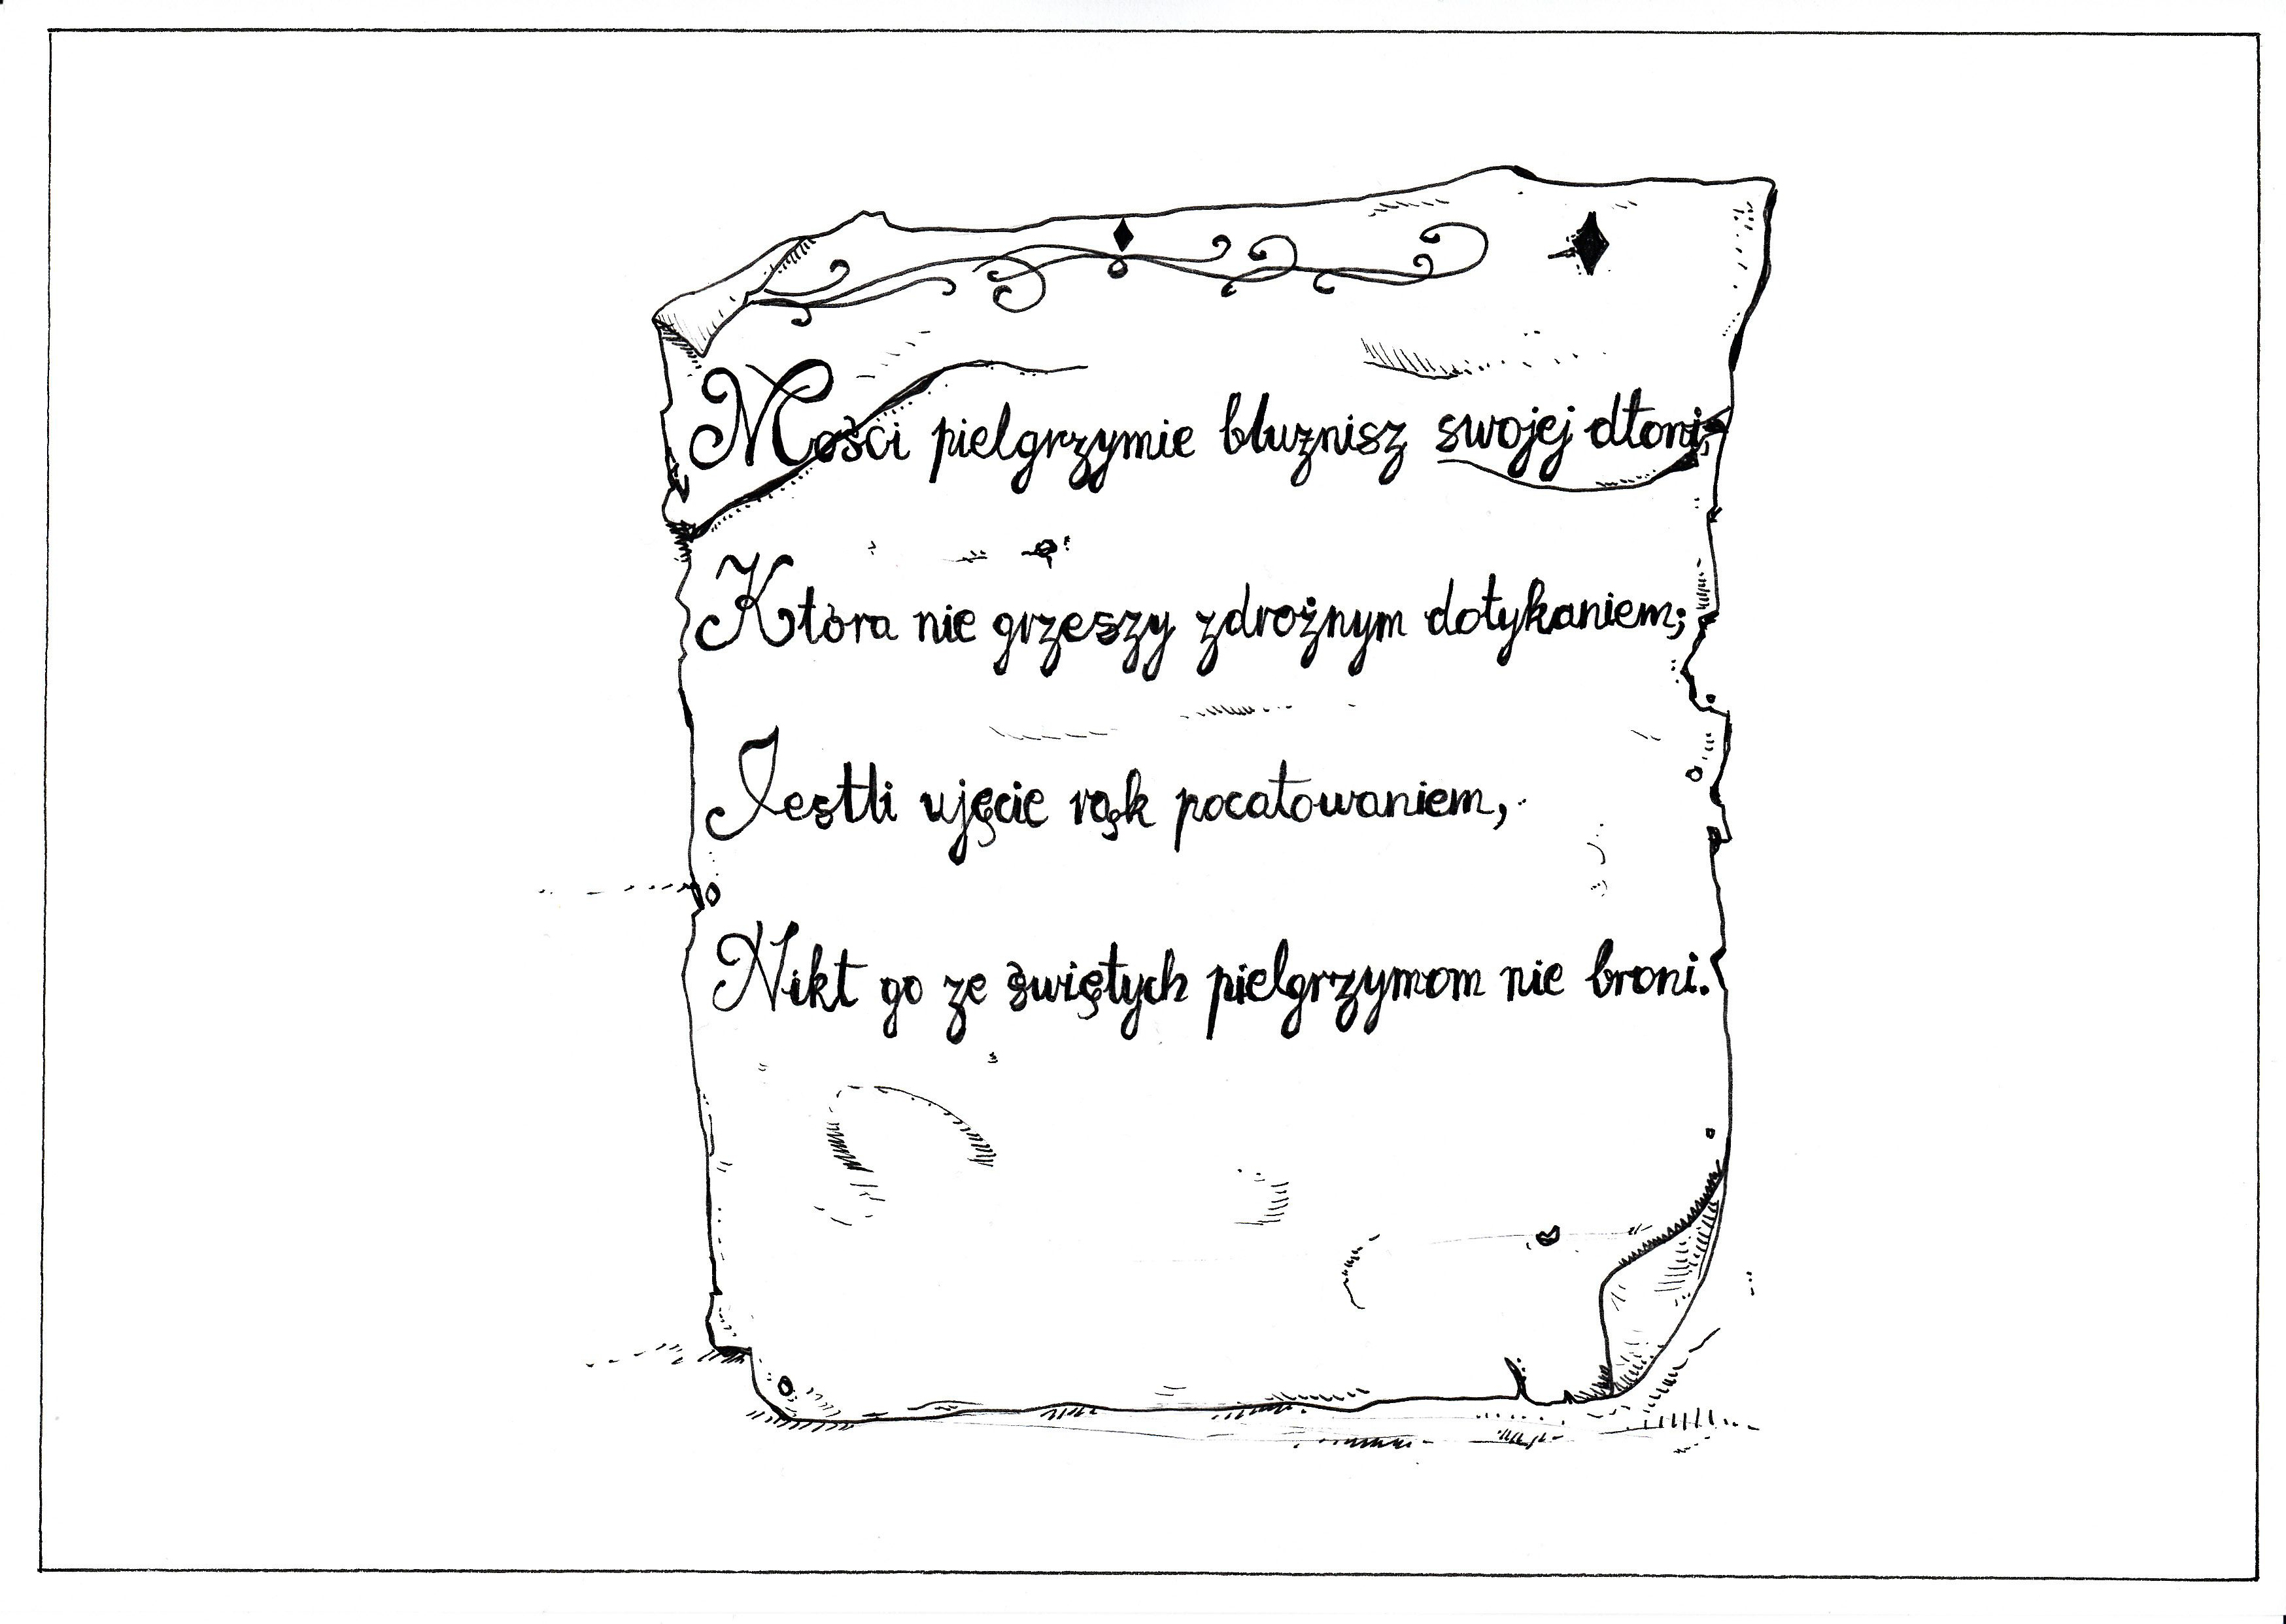 Mości pielgrzymie bluznisz swojej dłoni,
Która nie grzeszy zdrożnym dotykaniem;
Jestli ujęcie rąk pocałowaniem,
Nikt go ze świętych pielgrzymom nie broni.